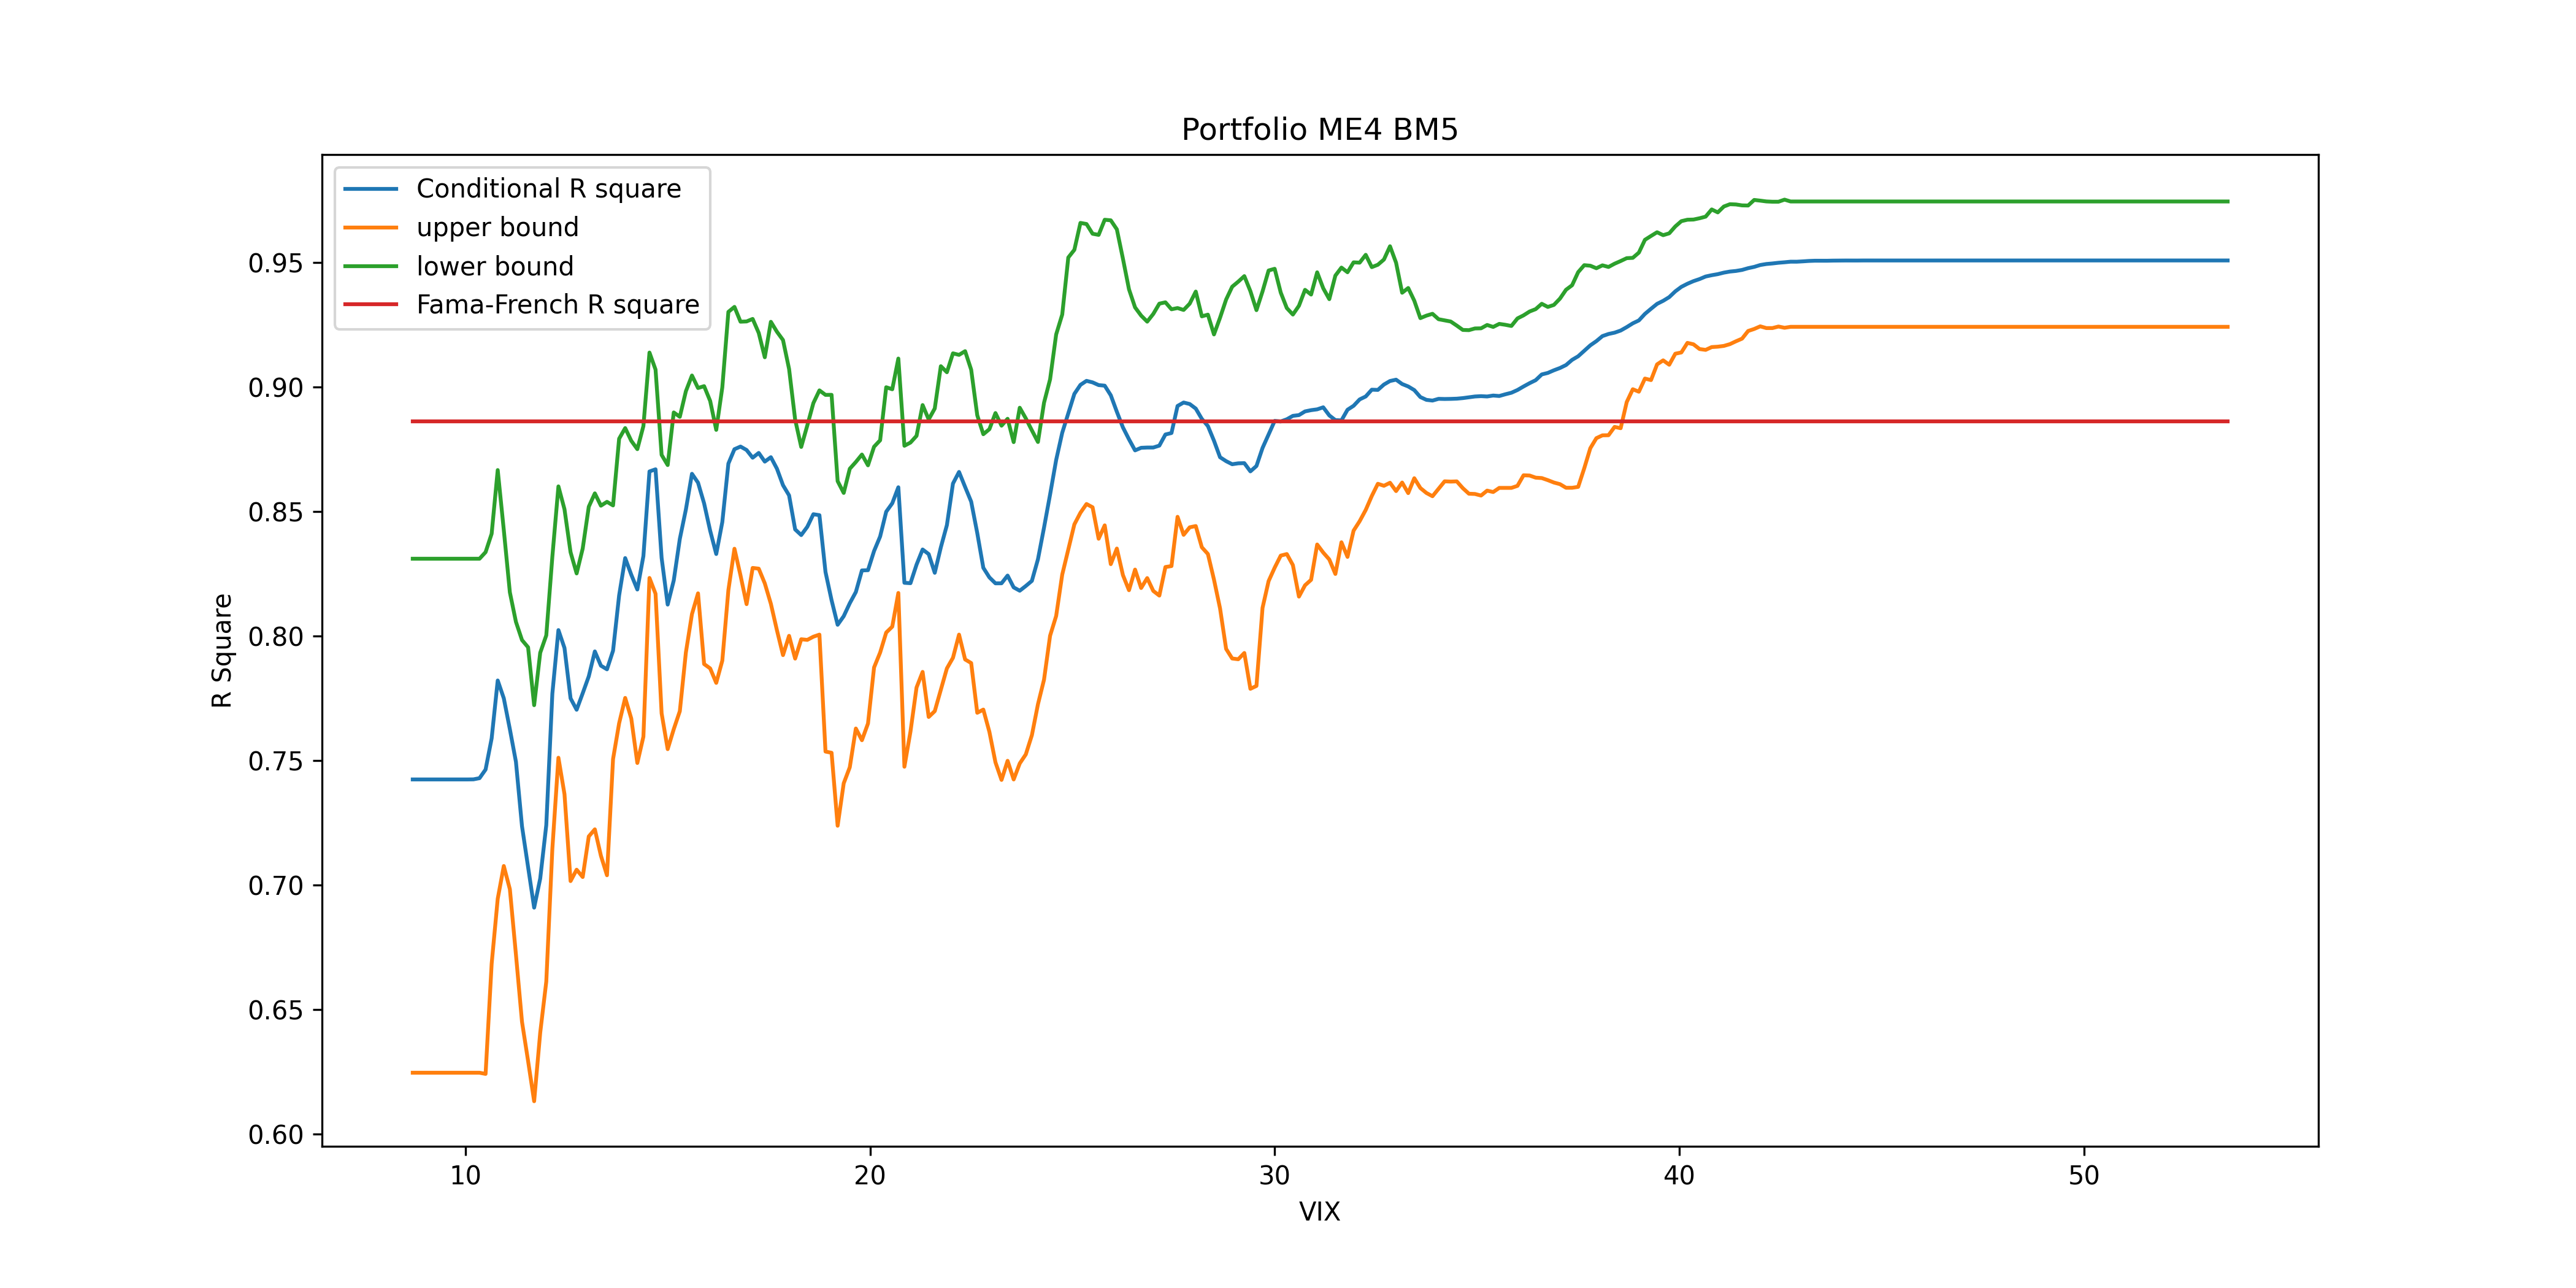 Portfolio ME4 BM5
Conditional R square
upper bound
lower bound
Fama-French R square
0.95
0.90
0.85
0.80
0.75
0.70
0.65
0.60
R Square
10 20 30 40 50
VIX